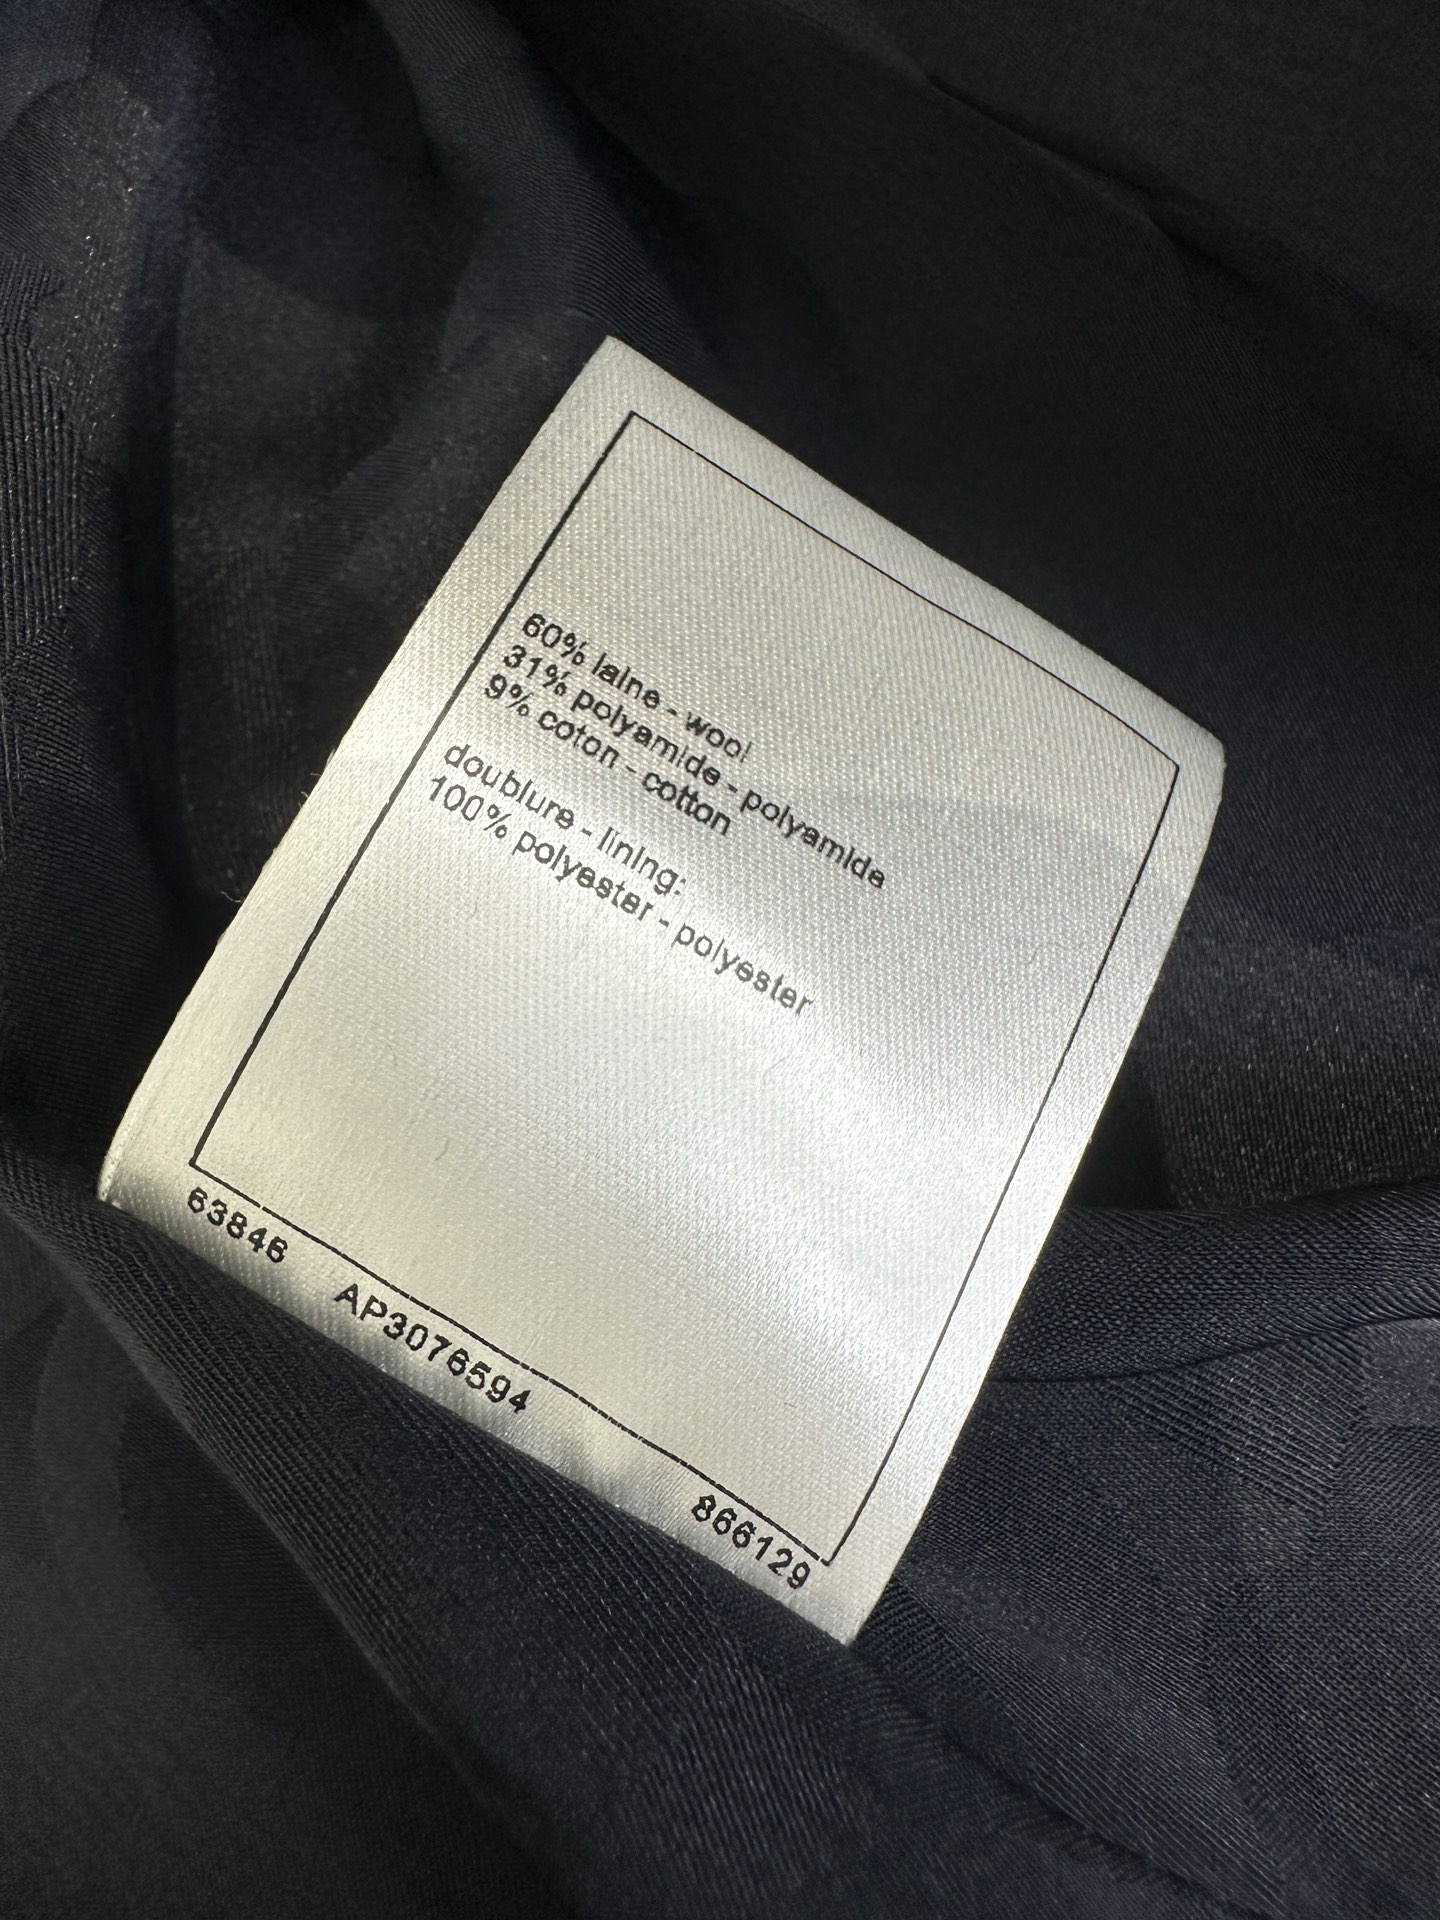 60% laine - wool
31% polyamide - polyamide
9% coton - cotton
doublure - lining:
100% polyester - polyester
63846 AP3076594 866129